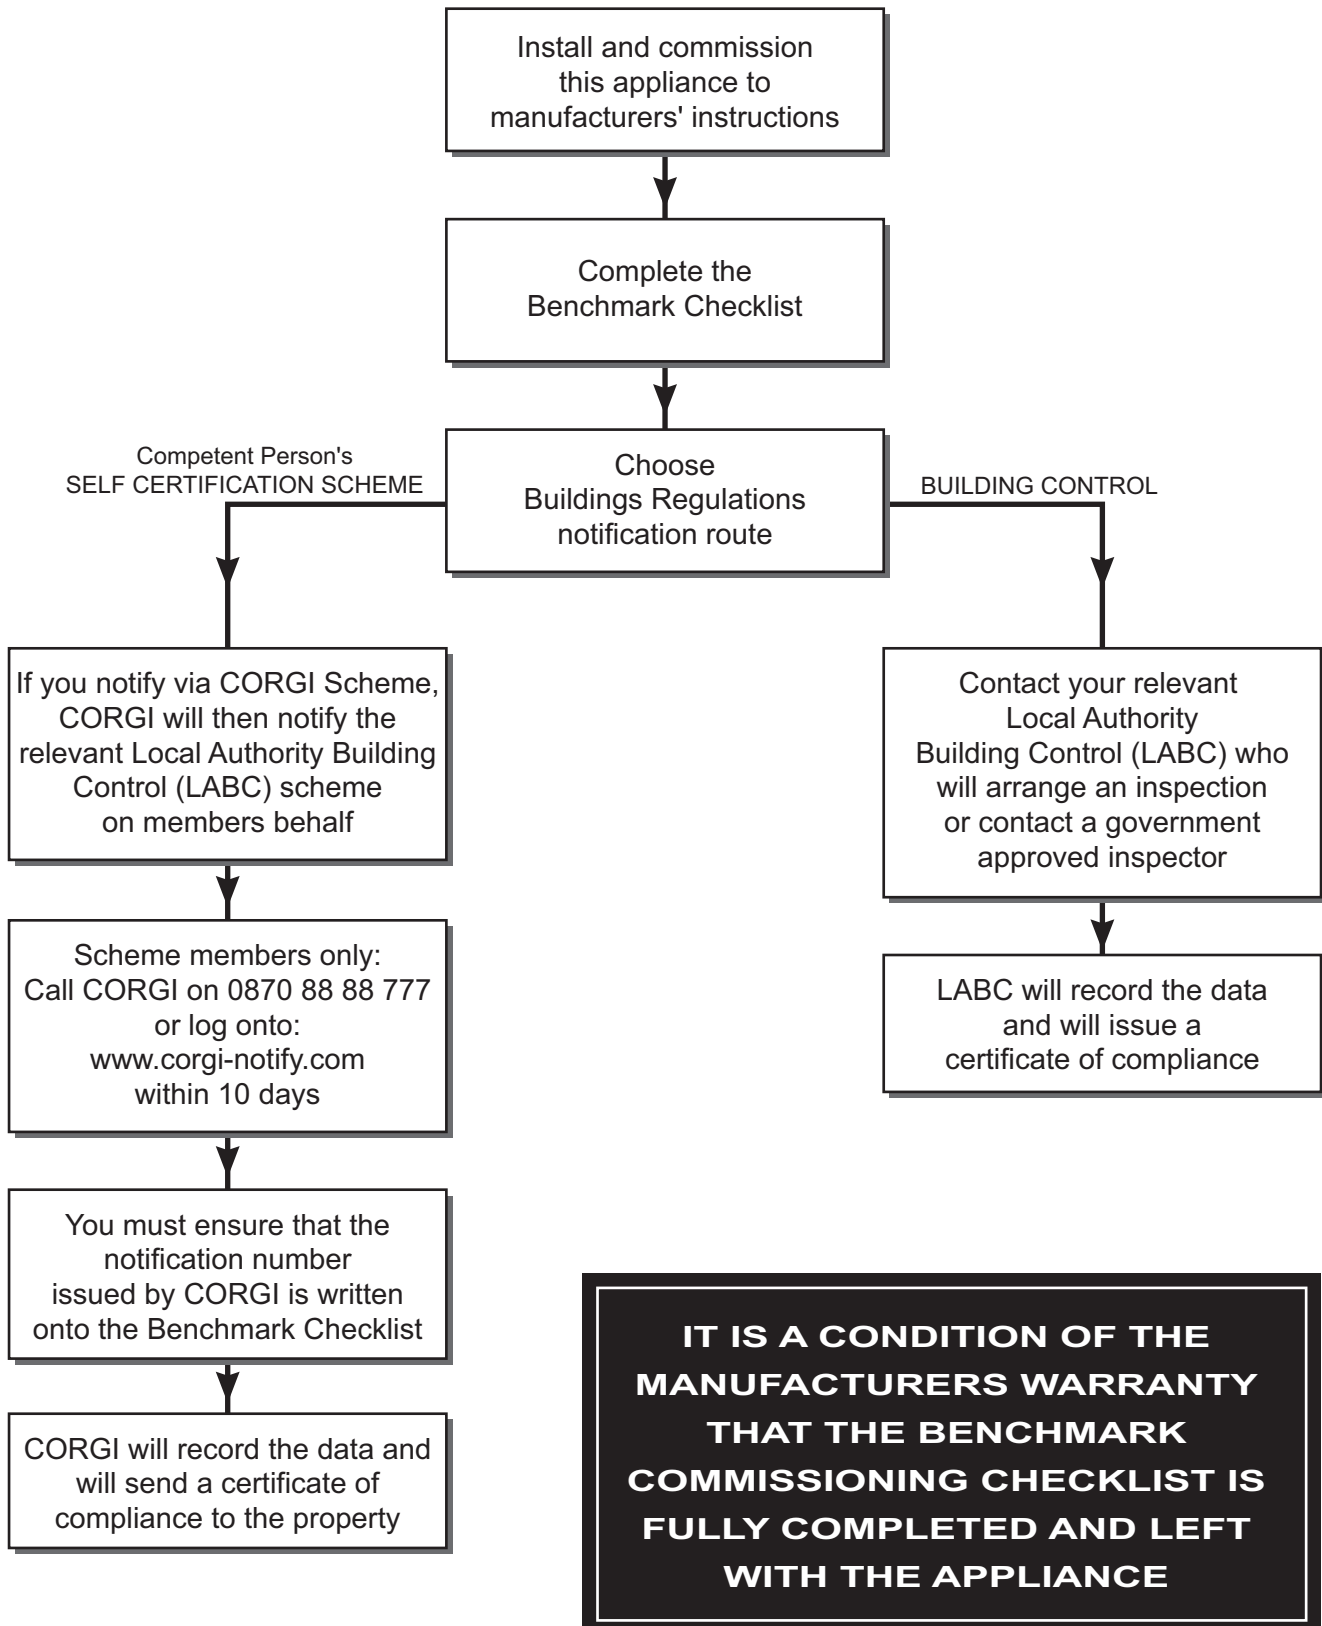 Install and commission
this appliance to
manufacturers' instructions
Complete the
Benchmark Checklist
Choose
Buildings Regulations
notification route
Competent Person's
SELF CERTIFICATION SCHEME
BUILDING CONTROL
If you notify via CORGI Scheme,
CORGI will then notify the
relevant Local Authority Building
Control (LABC) scheme
on members behalf
Scheme members only:
Call CORGI on 0870 88 88 777
or log onto:
www.corgi-notify.com
within 10 days
You must ensure that the
notification number
issued by CORGI is written
onto the Benchmark Checklist
CORGI will record the data and
will send a certificate of
compliance to the property
Contact your relevant
Local Authority
Building Control (LABC) who
will arrange an inspection
or contact a government
approved inspector
LABC will record the data
and will issue a
certificate of compliance
IT IS A CONDITION OF THE
MANUFACTURERS WARRANTY
THAT THE BENCHMARK
COMMISSIONING CHECKLIST IS
FULLY COMPLETED AND LEFT
WITH THE APPLIANCE